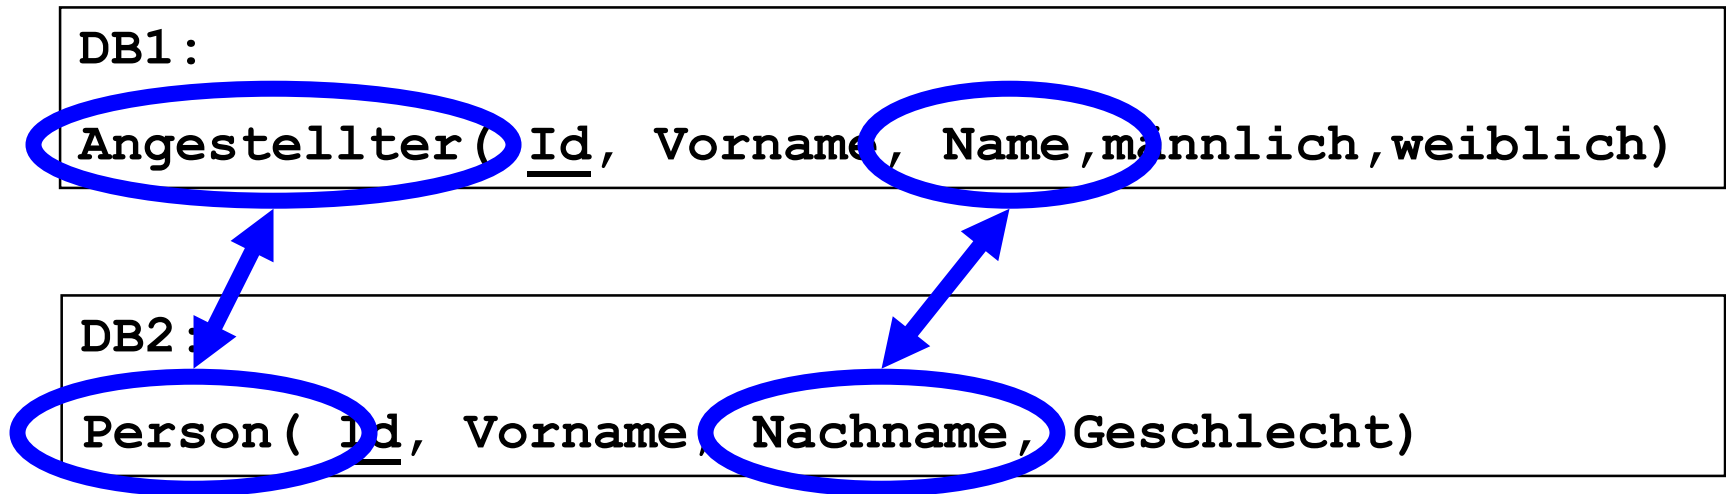 DB1:
Angestellter( Id, Vorname, Name,männlich,weiblich)
DB2:
Person( Id, Vorname, Nachname, Geschlecht)